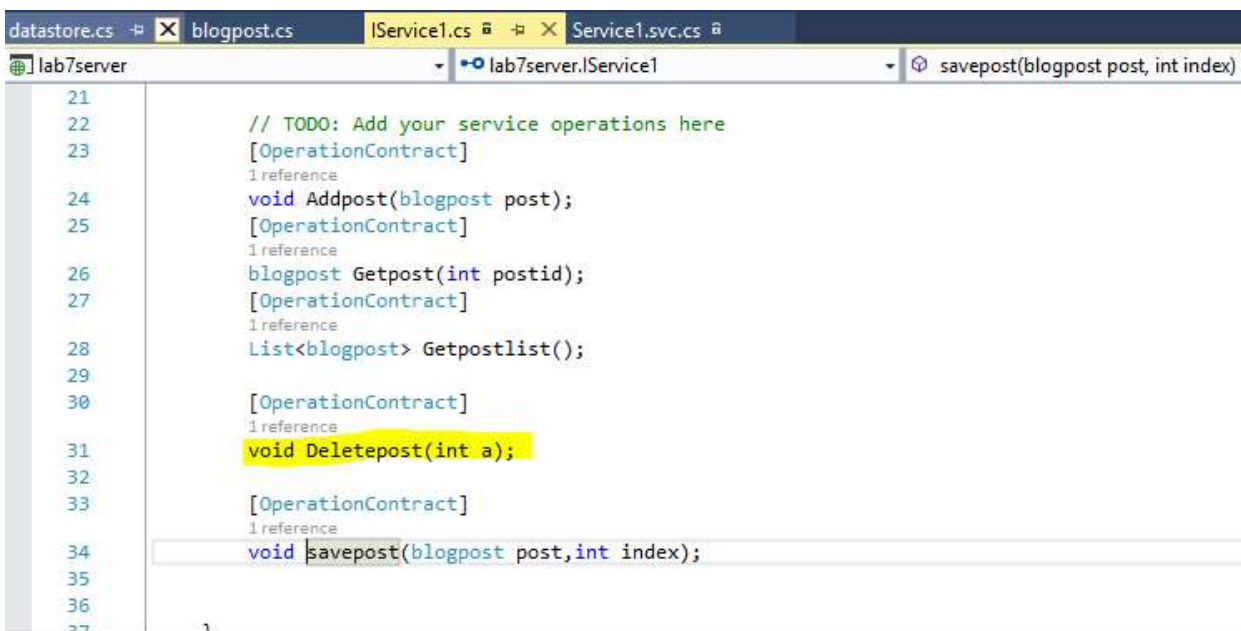 datastore.cs blogpost.cs IService1.cs Service1.svc.cs
lab7server lab7server.IService1 savepost(blogpost post, int index)
21
22 // TODO: Add your service operations here
23 [OperationContract]
1 reference
24 void Addpost(blogpost post);
25 [OperationContract]
1 reference
26 blogpost Getpost(int postid);
27 [OperationContract]
1 reference
28 List<blogpost> Getpostlist();
29
30 [OperationContract]
1 reference
31 void Deletepost(int a);
32
33 [OperationContract]
1 reference
34 void savepost(blogpost post,int index);
35
36
37 }